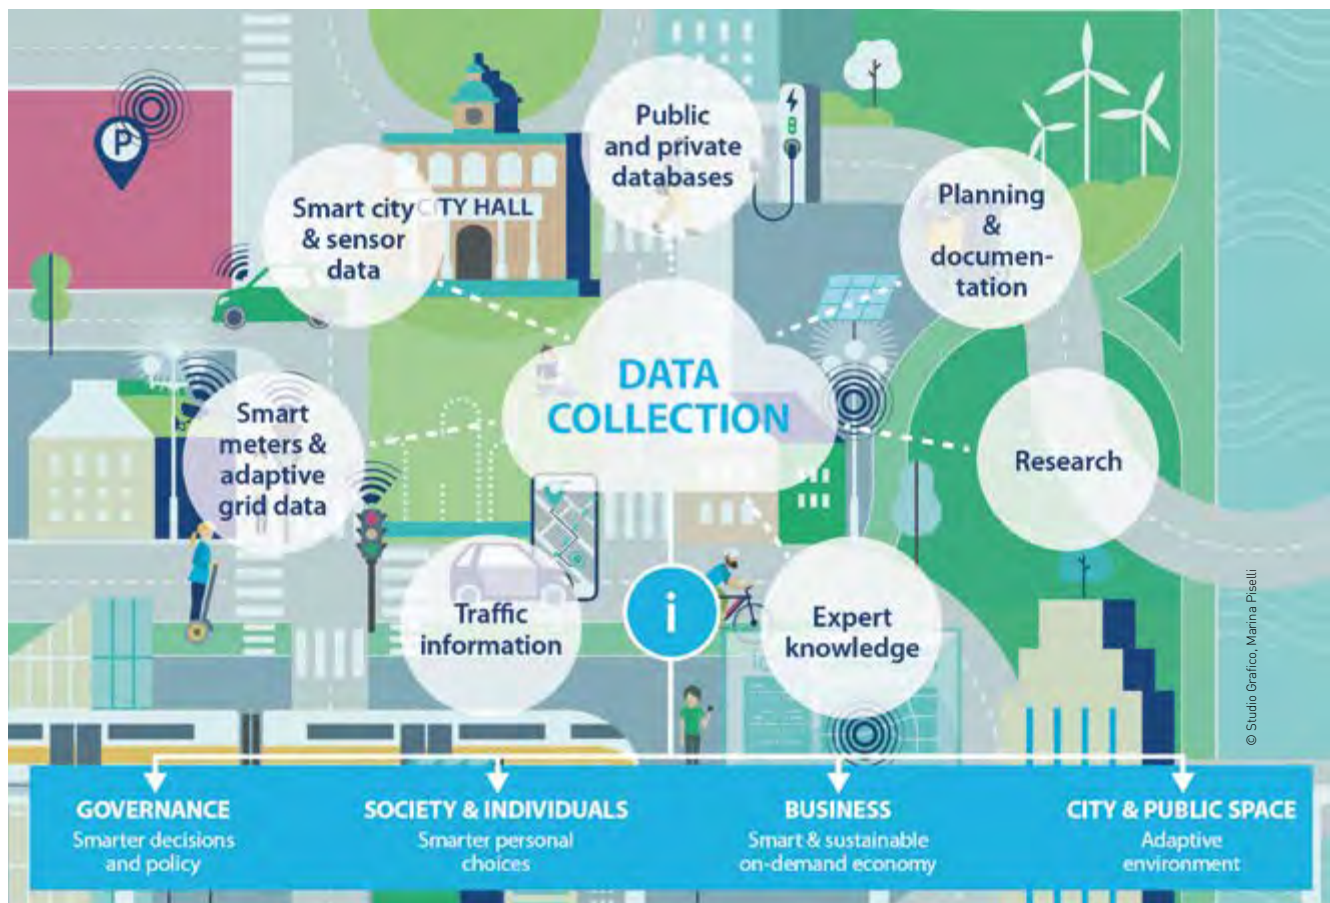 P
Public
and private
databases
Smart city
& sensor
data
CITY HALL
Planning
&
documen-
tation
DATA
COLLECTION
Smart
meters &
adaptive
grid data
Research
Traffic
information
i
Expert
knowledge
© Studio Grafico, Marina Piselli
GOVERNANCE
Smarter decisions
and policy
SOCIETY & INDIVIDUALS
Smarter personal
choices
BUSINESS
Smart & sustainable
on-demand economy
CITY & PUBLIC SPACE
Adaptive
environment